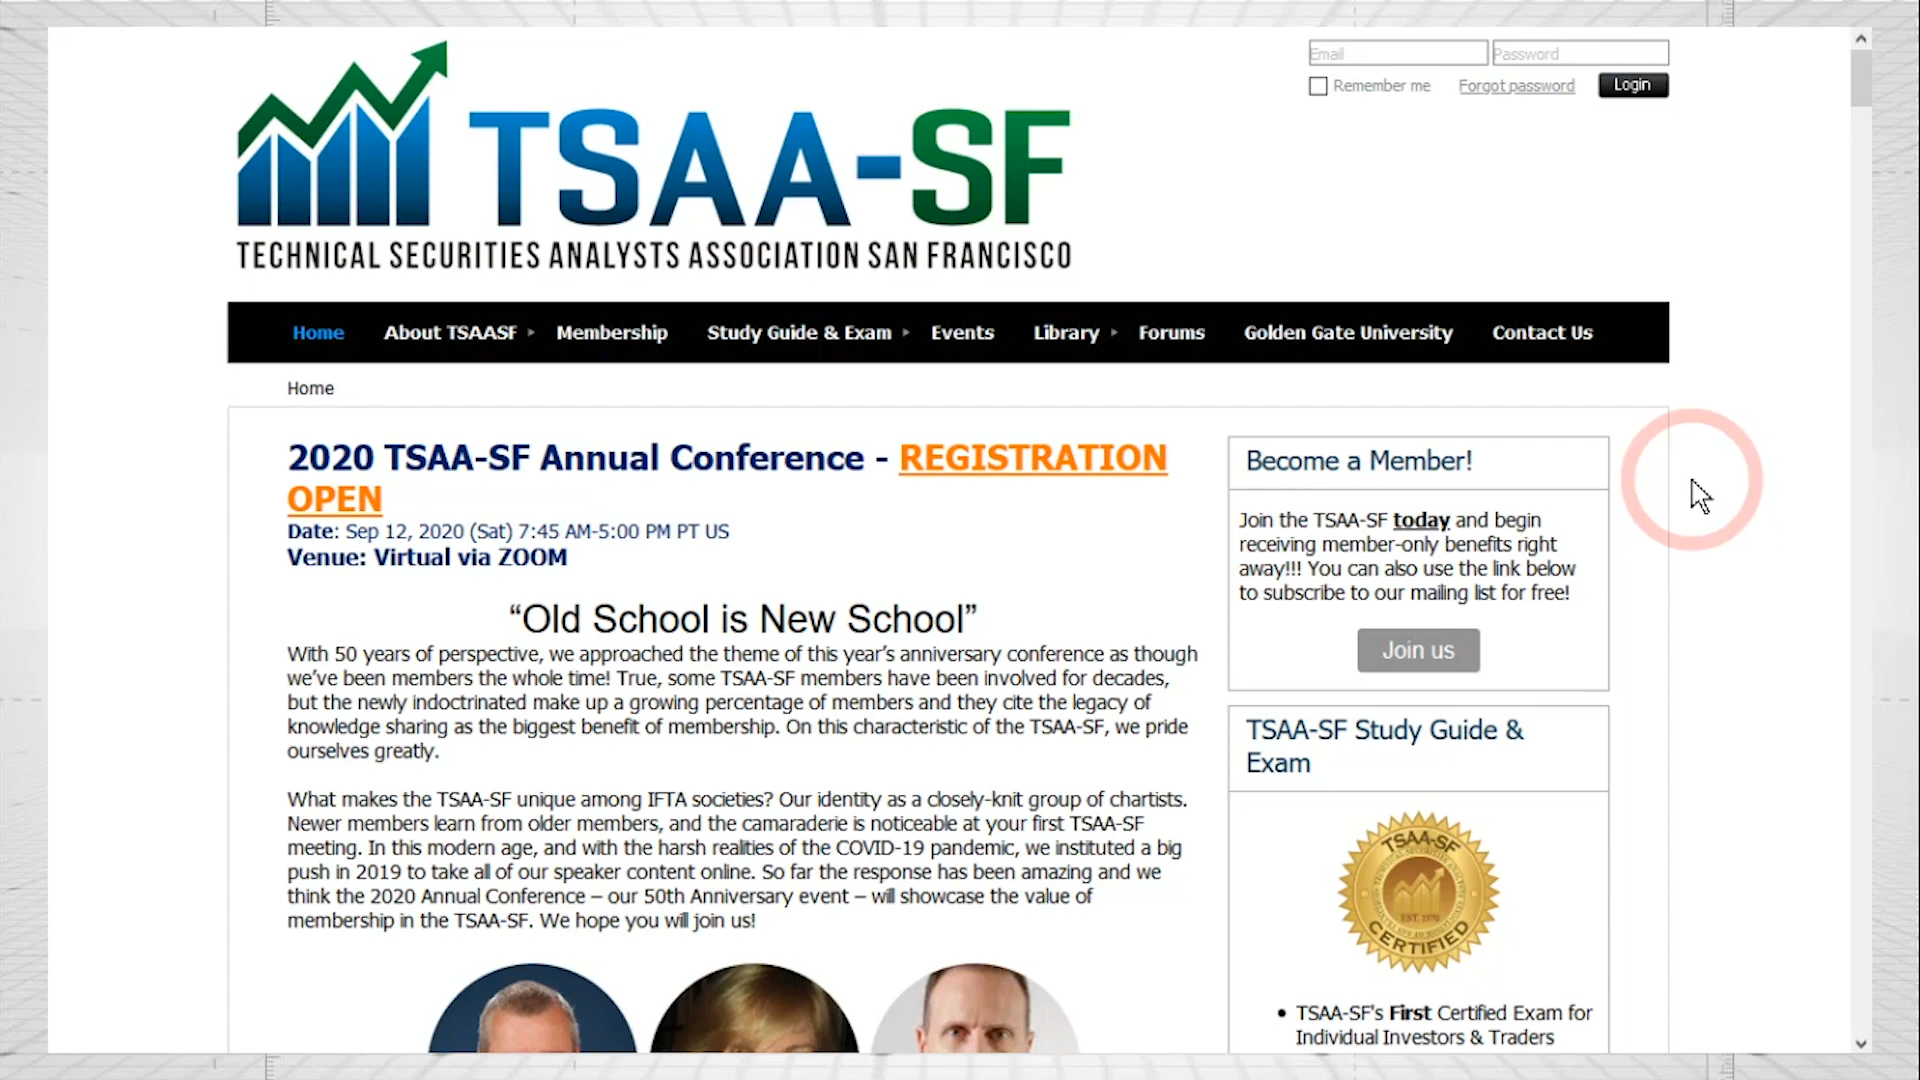 Email
Password
Remember me
Forgot password
Login
TSAA-SF
TECHNICAL SECURITIES ANALYSTS ASSOCIATION SAN FRANCISCO
Home
About TSAASF
Membership
Study Guide & Exam
Events
Library
Forums
Golden Gate University
Contact Us
Home
2020 TSAA-SF Annual Conference - REGISTRATION
OPEN
Date: Sep 12, 2020 (Sat) 7:45 AM-5:00 PM PT US
Venue: Virtual via ZOOM
“Old School is New School”
With 50 years of perspective, we approached the theme of this year’s anniversary conference as though
we’ve been members the whole time! True, some TSAA-SF members have been involved for decades,
but the newly indoctrinated make up a growing percentage of members and they cite the legacy of
knowledge sharing as the biggest benefit of membership. On this characteristic of the TSAA-SF, we pride
ourselves greatly.
What makes the TSAA-SF unique among IFTA societies? Our identity as a closely-knit group of chartists.
Newer members learn from older members, and the camaraderie is noticeable at your first TSAA-SF
meeting. In this modern age, and with the harsh realities of the COVID-19 pandemic, we instituted a big
push in 2019 to take all of our speaker content online. So far the response has been amazing and we
think the 2020 Annual Conference – our 50th Anniversary event – will showcase the value of
membership in the TSAA-SF. We hope you will join us!
Become a Member!
Join the TSAA-SF today and begin
receiving member-only benefits right
away!!! You can also use the link below
to subscribe to our mailing list for free!
Join us
TSAA-SF Study Guide &
Exam
TSAA-SF
EST. 1970
CERTIFIED
• TSAA-SF's First Certified Exam for
Individual Investors & Traders